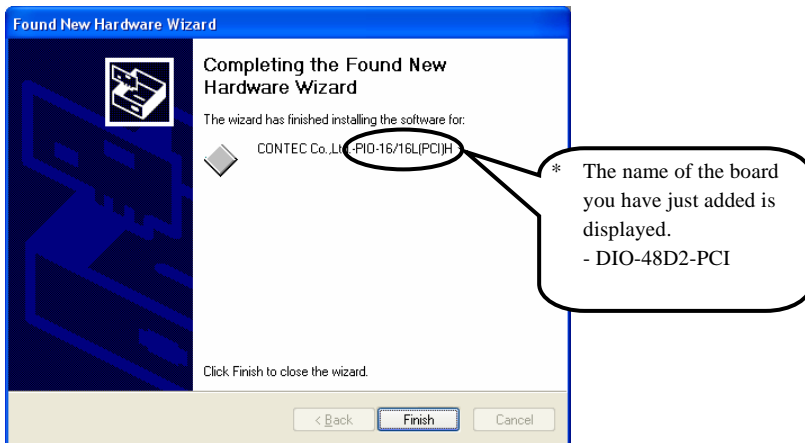 Found New Hardware Wizard
Completing the Found New
Hardware Wizard
The wizard has finished installing the software for:
CONTEC Co.,Ltd.-PIO-16/16L(PCI)H
Click Finish to close the wizard.
< Back
Finish
Cancel
* The name of the board
you have just added is
displayed.
- DIO-48D2-PCI